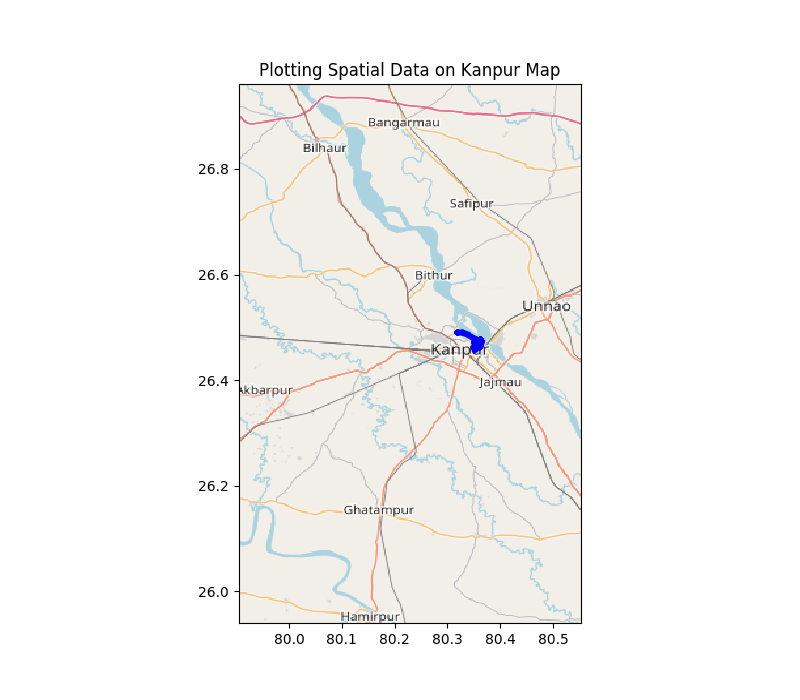 Plotting Spatial Data on Kanpur Map
Bangarmau
Bilhaur
26.8
Safipur
Bithur
26.6
Unnao
Kanpur
26.4
Jajmau
Akbarpur
26.2
Ghatampur
26.0
Hamirpur
80.0 80.1 80.2 80.3 80.4 80.5